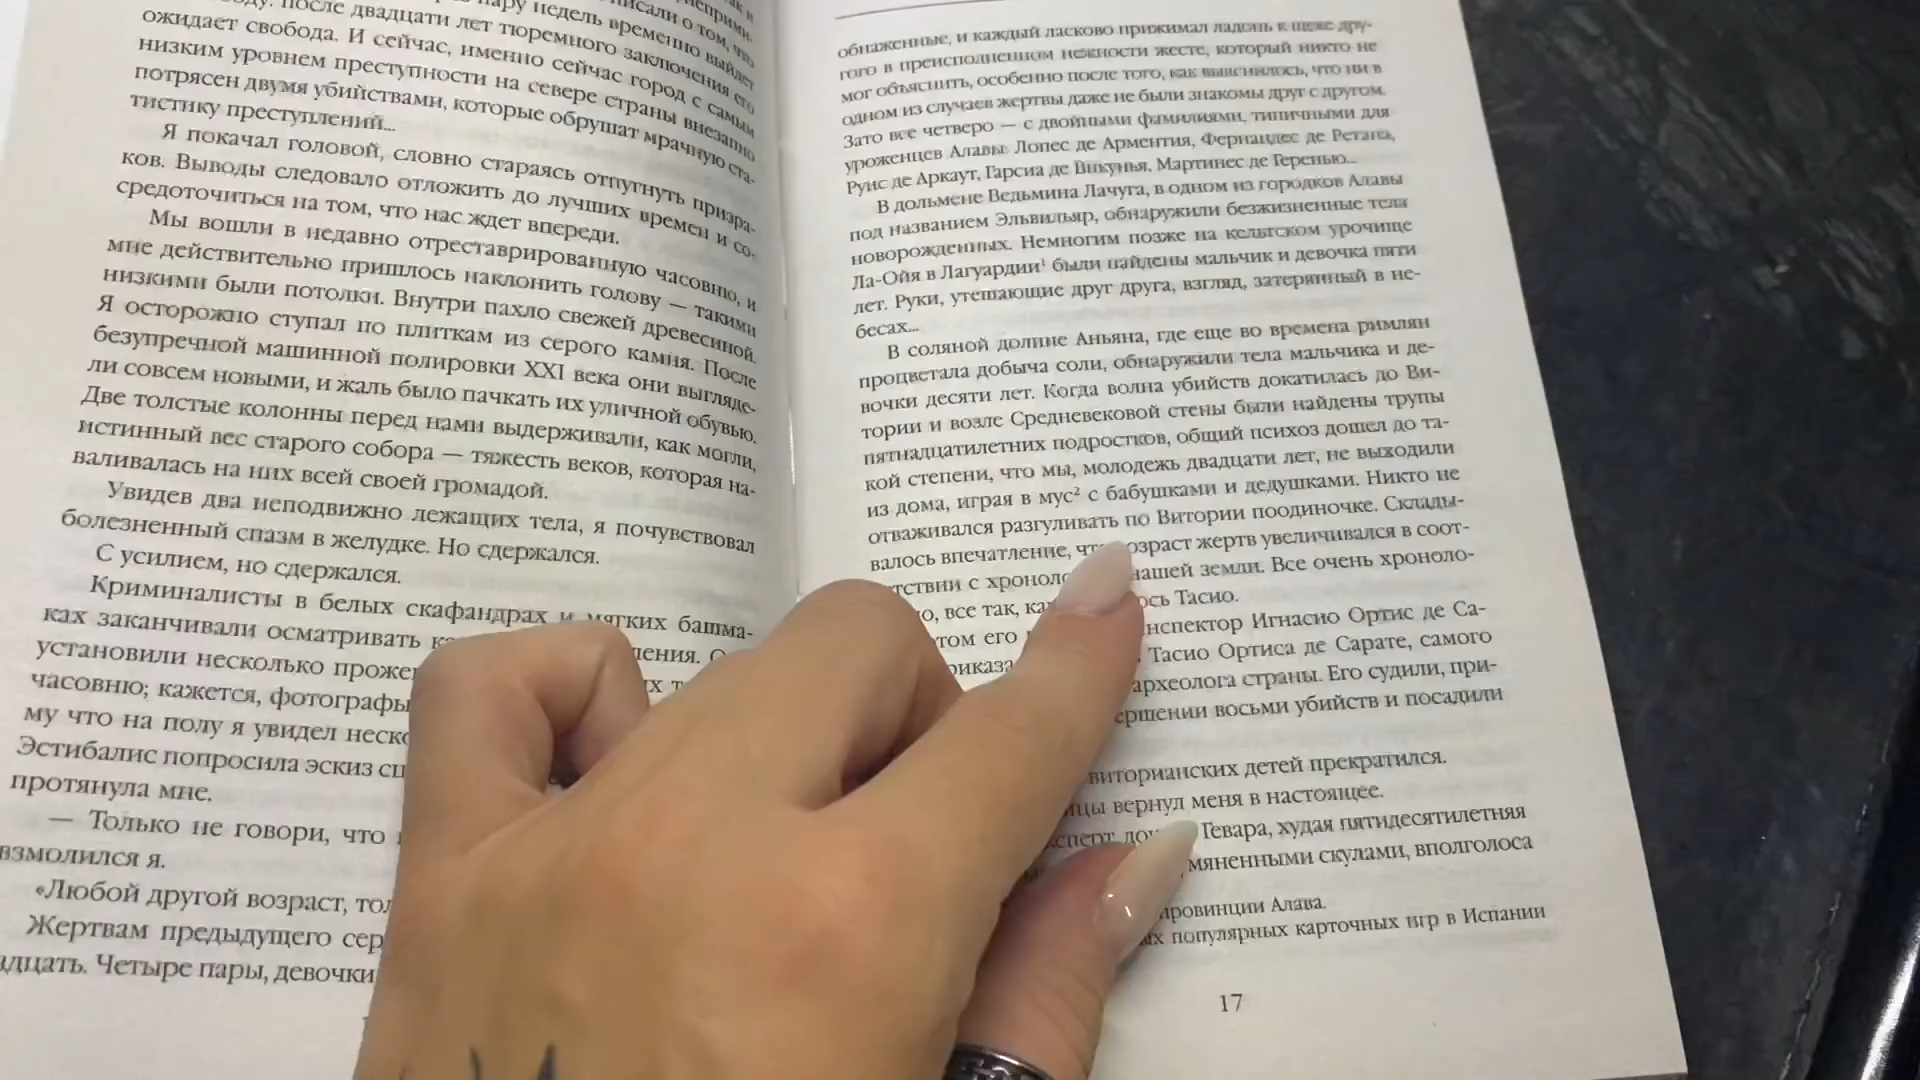 писали о том, что
пару недель временно выйдет
после двадцати лет тюремного заключения его
ожидает свобода. И сейчас, именно сейчас город с самым
низким уровнем преступности на севере страны внезапно
потрясен двумя убийствами, которые обрушат мрачную ста-
тистику преступлений...
Я покачал головой, словно стараясь отпугнуть призра-
ков. Выводы следовало отложить до лучших времен и со-
средоточиться на том, что нас ждет впереди.
Мы вошли в недавно отреставрированную часовню, и
мне действительно пришлось наклонить голову — такими
низкими были потолки. Внутри пахло свежей древесиной.
Я осторожно ступал по плиткам из серого камня. После
безупречной машинной полировки XXI века они выгляде-
ли совсем новыми, и жаль было пачкать их уличной обувью.
Две толстые колонны перед нами выдерживали, как могли,
истинный вес старого собора — тяжесть веков, которая на-
валивалась на них всей своей громадой.
Увидев два неподвижно лежащих тела, я почувствовал
болезненный спазм в желудке. Но сдержался.
С усилием, но сдержался.
Криминалисты в белых скафандрах и мягких башма-
ках заканчивали осматривать
установили несколько
часовню; кажется,
му что на полу я увидел
Эстибалис попросила эскиз
протянула мне.
— Только не говори, что
взмолился я.
«Любой другой возраст,
Жертвам предыдущего
Четыре пары, девочки
обнаженные, и каждый ласково прижимал ладонь к щеке дру-
гого в преисполненном нежности жесте, который никто не
мог объяснить, особенно после того, как выяснилось, что ни в
одном из случаев жертвы даже не были знакомы друг с другом.
Зато все четверо — с двойными фамилиями, типичными для
уроженцев Алавы: Лопес де Арментия, Фернандес де Ретана,
Руис де Аркаут, Гарсиа де Викунья, Мартинес де Геренью...
В дольмене Ведьмина Лачуга, в одном из городков Алавы
под названием Эльвильяр, обнаружили безжизненные тела
новорожденных. Немногим позже на кельтском урочище
Ла-Ойя в Лагуардии¹ были найдены мальчик и девочка пяти
лет. Руки, утешающие друг друга, взгляд, затерянный в не-
бесах...
В соляной долине Аньяна, где еще во времена римлян
процветала добыча соли, обнаружили тела мальчика и де-
вочки десяти лет. Когда волна убийств докатилась до Ви-
тории и возле Средневековой стены были найдены трупы
пятнадцатилетних подростков, общий психоз дошел до та-
кой степени, что мы, молодежь двадцати лет, не выходили
из дома, играя в мус² с бабушками и дедушками. Никто не
отваживался разгуливать по Витории поодиночке. Склады-
валось впечатление, возраст жертв увеличивался в соот-
с нашей земли. Все очень хроноло-
все так, Тасио.
его Игнасио Ортис де Са-
Тасио Ортиса де Сарате, самого
археолога страны. Его судили, при-
восьми убийств и посадили
виторианских детей прекратился.
вернул меня в настоящее.
Гевара, худая пятидесятилетняя
скулами, вполголоса
Алава.
популярных карточных игр в Испании
17